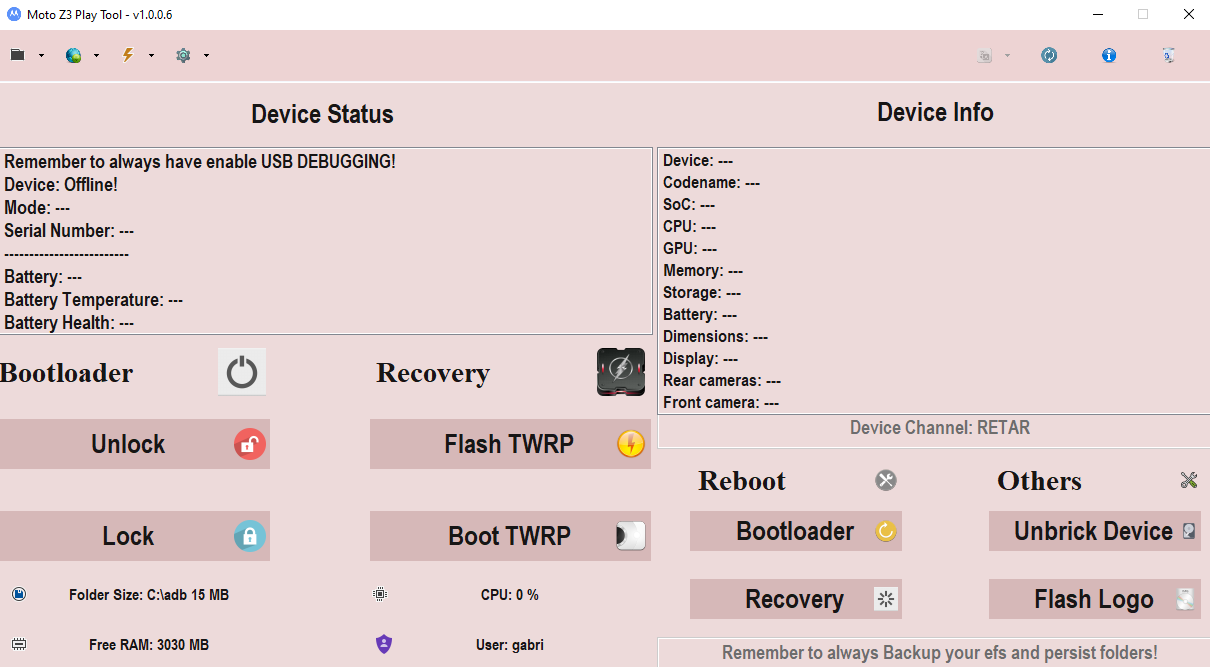 Moto Z3 Play Tool - v1.0.0.6
Device Status
Remember to always have enable USB DEBUGGING!
Device: Offline!
Mode: ---
Serial Number: ---
-------------------------
Battery: ---
Battery Temperature: ---
Battery Health: ---
Device Info
Device: ---
Codename: ---
SoC: ---
CPU: ---
GPU: ---
Memory: ---
Storage: ---
Battery: ---
Dimensions: ---
Display: ---
Rear cameras: ---
Front camera: ---
Device Channel: RETAR
Bootloader
Unlock
Lock
Recovery
Flash TWRP
Boot TWRP
Reboot
Bootloader
Recovery
Others
Unbrick Device
Flash Logo
Folder Size: C:\adb 15 MB
CPU: 0 %
Free RAM: 3030 MB
User: gabri
Remember to always Backup your efs and persist folders!